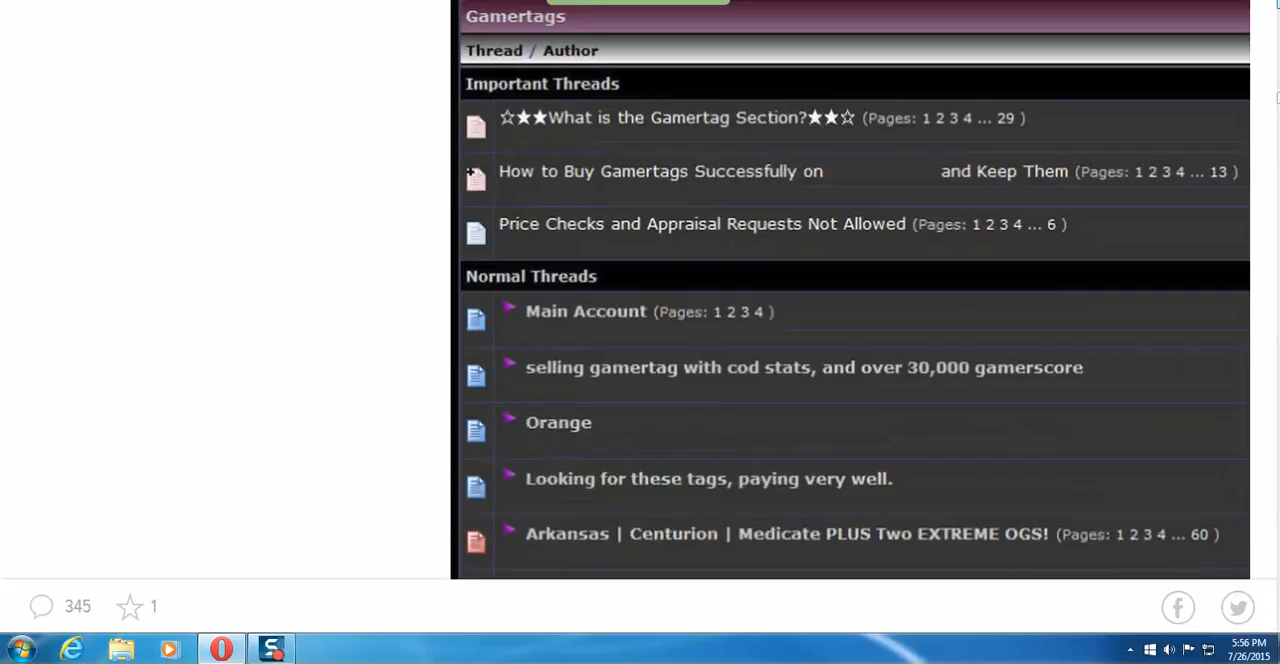 Gamertags
Thread / Author
Important Threads
☆★★What is the Gamertag Section?★★☆ (Pages: 1 2 3 4 ... 29 )
How to Buy Gamertags Successfully on and Keep Them (Pages: 1 2 3 4 ... 13 )
Price Checks and Appraisal Requests Not Allowed (Pages: 1 2 3 4 ... 6 )
Normal Threads
Main Account (Pages: 1 2 3 4 )
selling gamertag with cod stats, and over 30,000 gamerscore
Orange
Looking for these tags, paying very well.
Arkansas | Centurion | Medicate PLUS Two EXTREME OGS! (Pages: 1 2 3 4 ... 60 )
345 1
5:56 PM
7/26/2015